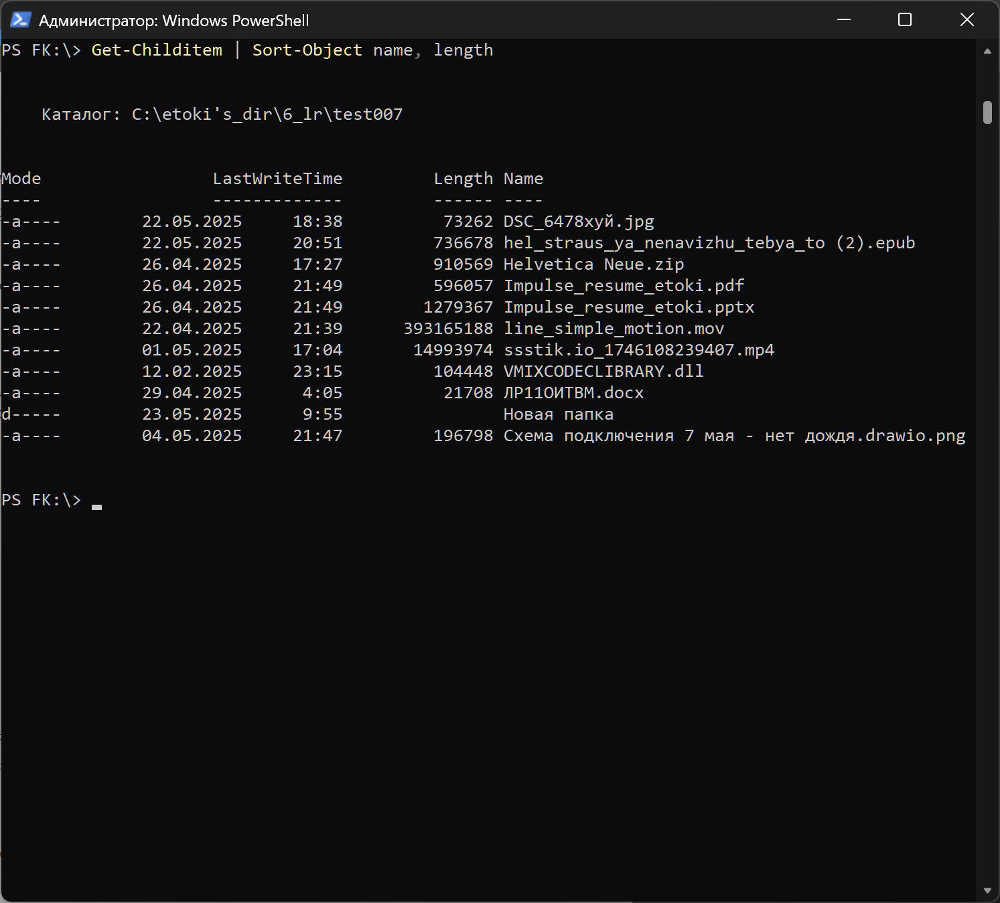 Администратор: Windows PowerShell
PS FK:\> Get-Childitem | Sort-Object name, length
Каталог: C:\etoki's_dir\6_lr\test007
Mode LastWriteTime Length Name
---- ------------- ------ ----
-a---- 22.05.2025 18:38 73262 DSC_6478хуй.jpg
-a---- 22.05.2025 20:51 736678 hel_straus_ya_nenavizhu_tebya_to (2).epub
-a---- 26.04.2025 17:27 910569 Helvetica Neue.zip
-a---- 26.04.2025 21:49 596057 Impulse_resume_etoki.pdf
-a---- 26.04.2025 21:49 1279367 Impulse_resume_etoki.pptx
-a---- 22.04.2025 21:39 393165188 line_simple_motion.mov
-a---- 01.05.2025 17:04 14993974 ssstik.io_1746108239407.mp4
-a---- 12.02.2025 23:15 104448 VMIXCODECLIBRARY.dll
-a---- 29.04.2025 4:05 21708 ЛР11ОИТВМ.docx
d----- 23.05.2025 9:55 Новая папка
-a---- 04.05.2025 21:47 196798 Схема подключения 7 мая - нет дождя.drawio.png
PS FK:\>